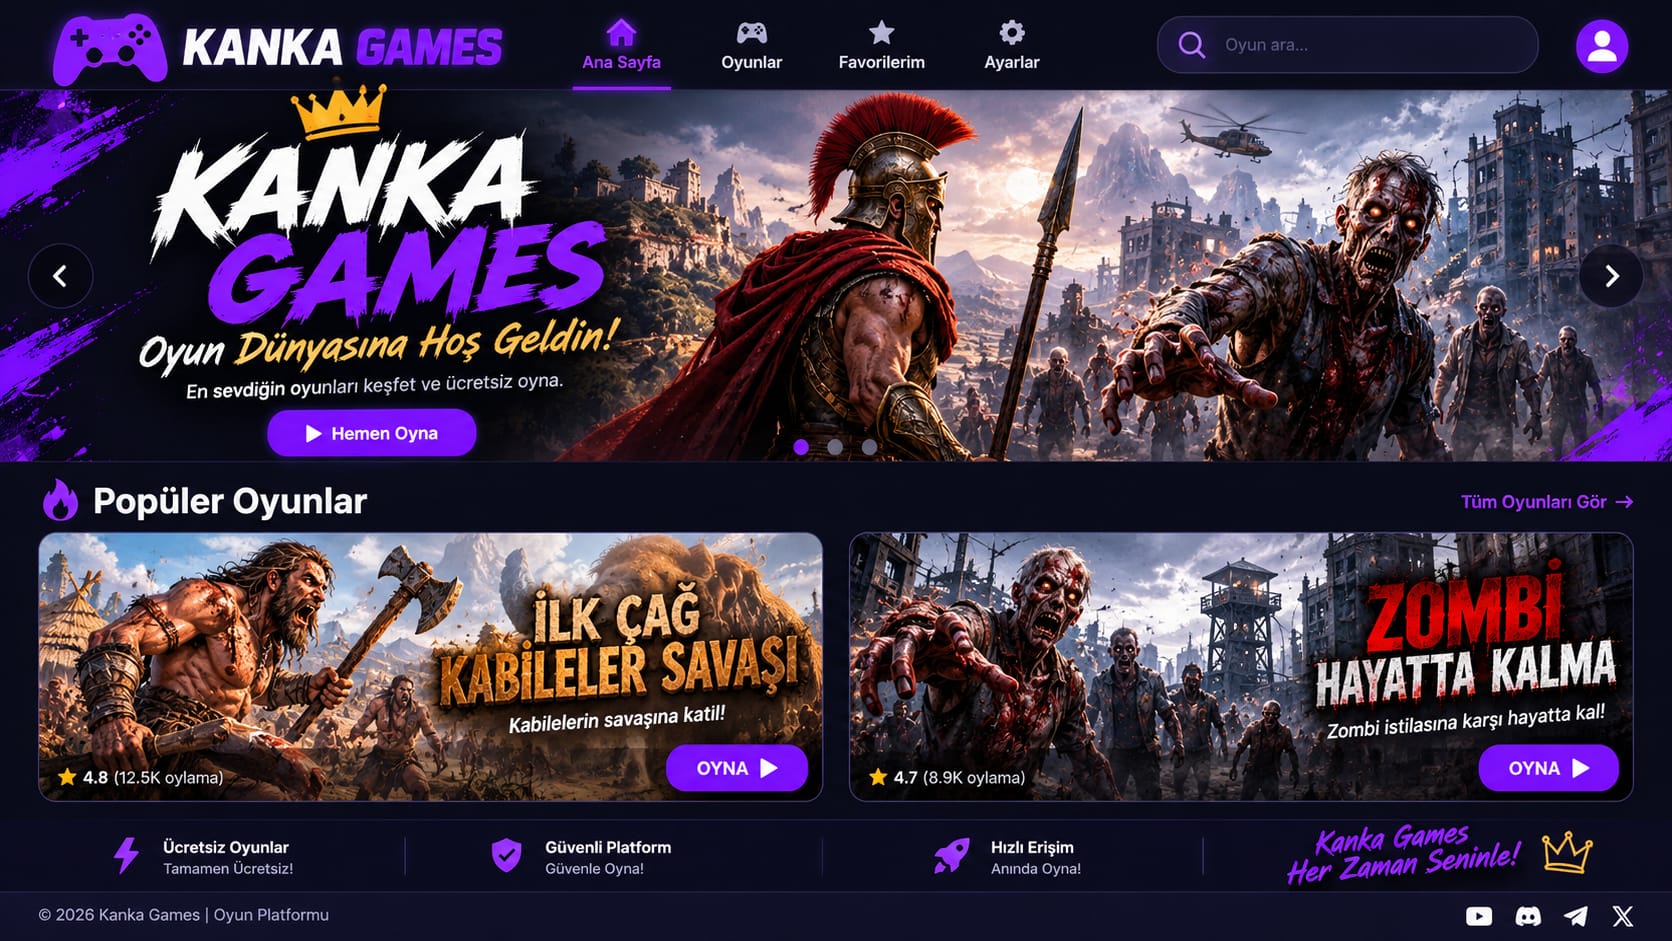 KANKA GAMES
Ana Sayfa
Oyunlar
Favorilerim
Ayarlar
Oyun ara...
KANKA
GAMES
Oyun Dünyasına Hoş Geldin!
En sevdiğin oyunları keşfet ve ücretsiz oyna.
Hemen Oyna
Popüler Oyunlar
Tüm Oyunları Gör
İLK ÇAĞ
KABİLELER SAVAŞI
Kabilelerin savaşına katil!
4.8 (12.5K oylama)
OYNA
ZOMBİ
HAYATTA KALMA
Zombi istilasına karşı hayatta kal!
4.7 (8.9K oylama)
OYNA
Ücretsiz Oyunlar
Tamamen Ücretsiz!
Güvenli Platform
Güvenle Oyna!
Hızlı Erişim
Anında Oyna!
Kanka Games
Her Zaman Seninle!
© 2026 Kanka Games | Oyun Platformu